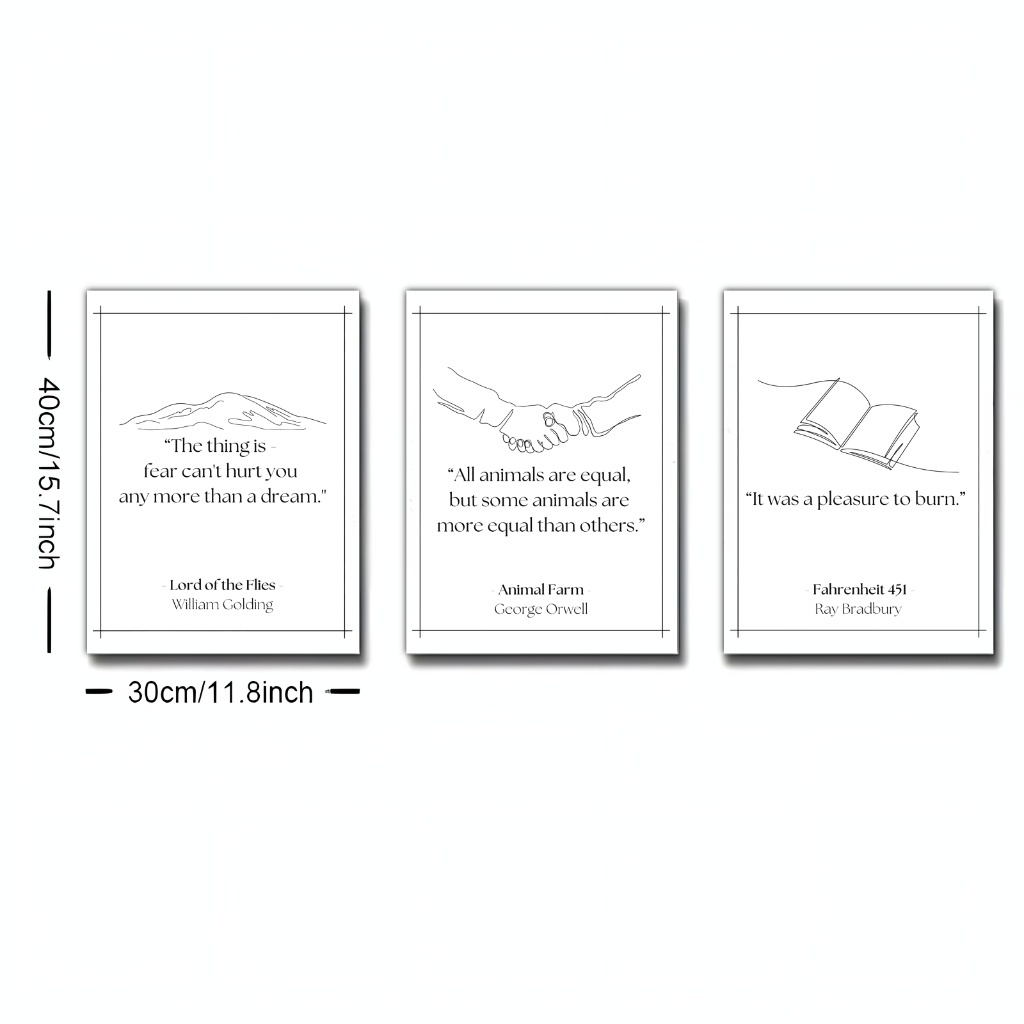 40cm/15.7inch
"The thing is -
fear can't hurt you
any more than a dream."
- Lord of the Flies -
William Golding
30cm/11.8inch
“All animals are equal,
but some animals are
more equal than others.”
- Animal Farm -
George Orwell
“It was a pleasure to burn.”
- Fahrenheit 451 -
Ray Bradbury